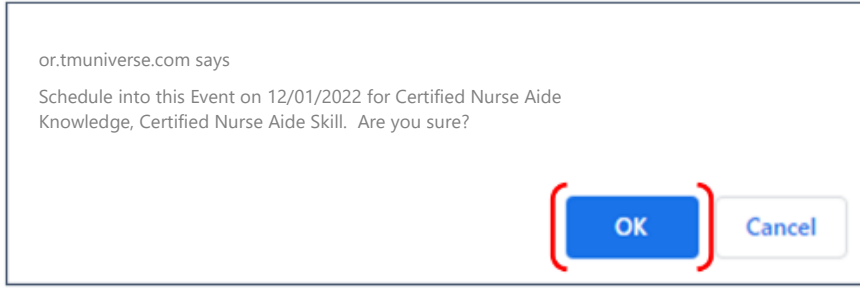 or.tmuniverse.com says
Schedule into this Event on 12/01/2022 for Certified Nurse Aide
Knowledge, Certified Nurse Aide Skill.  Are you sure?
OK
Cancel